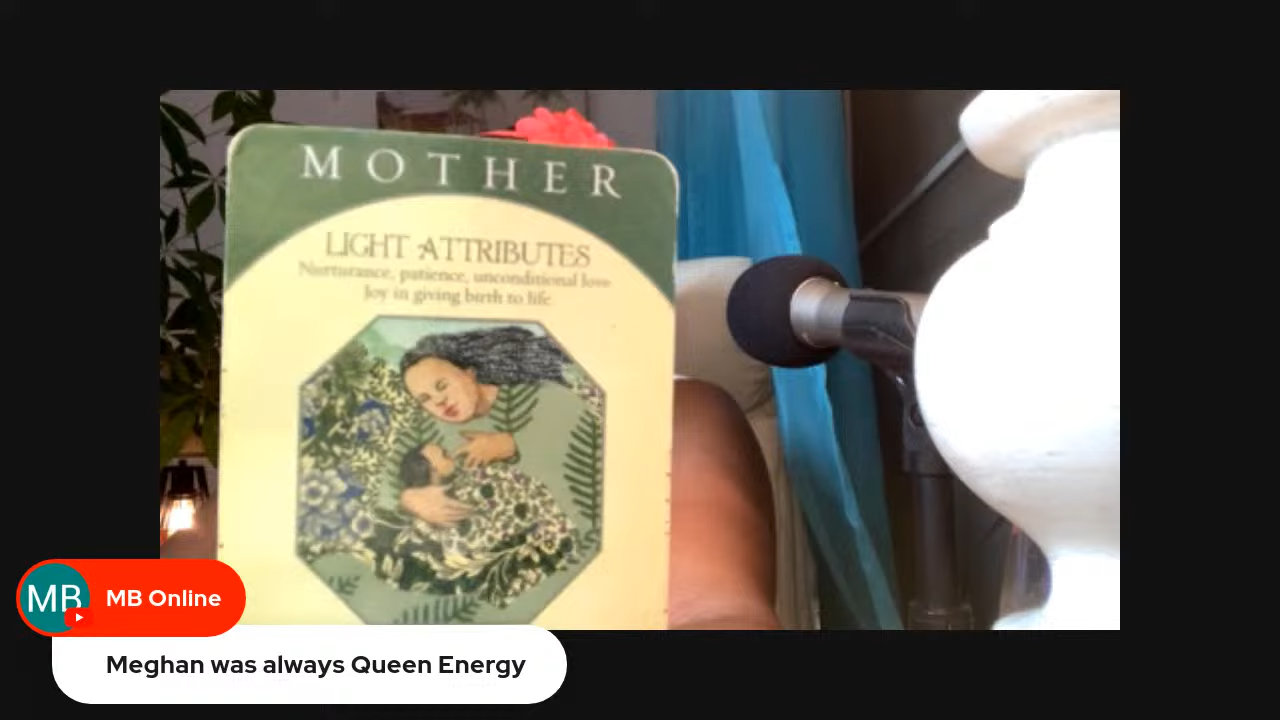 MOTHER
LIGHT ATTRIBUTES
Nurturance, patience, unconditional love
Joy in giving birth to life
MB
MB Online
Meghan was always Queen Energy